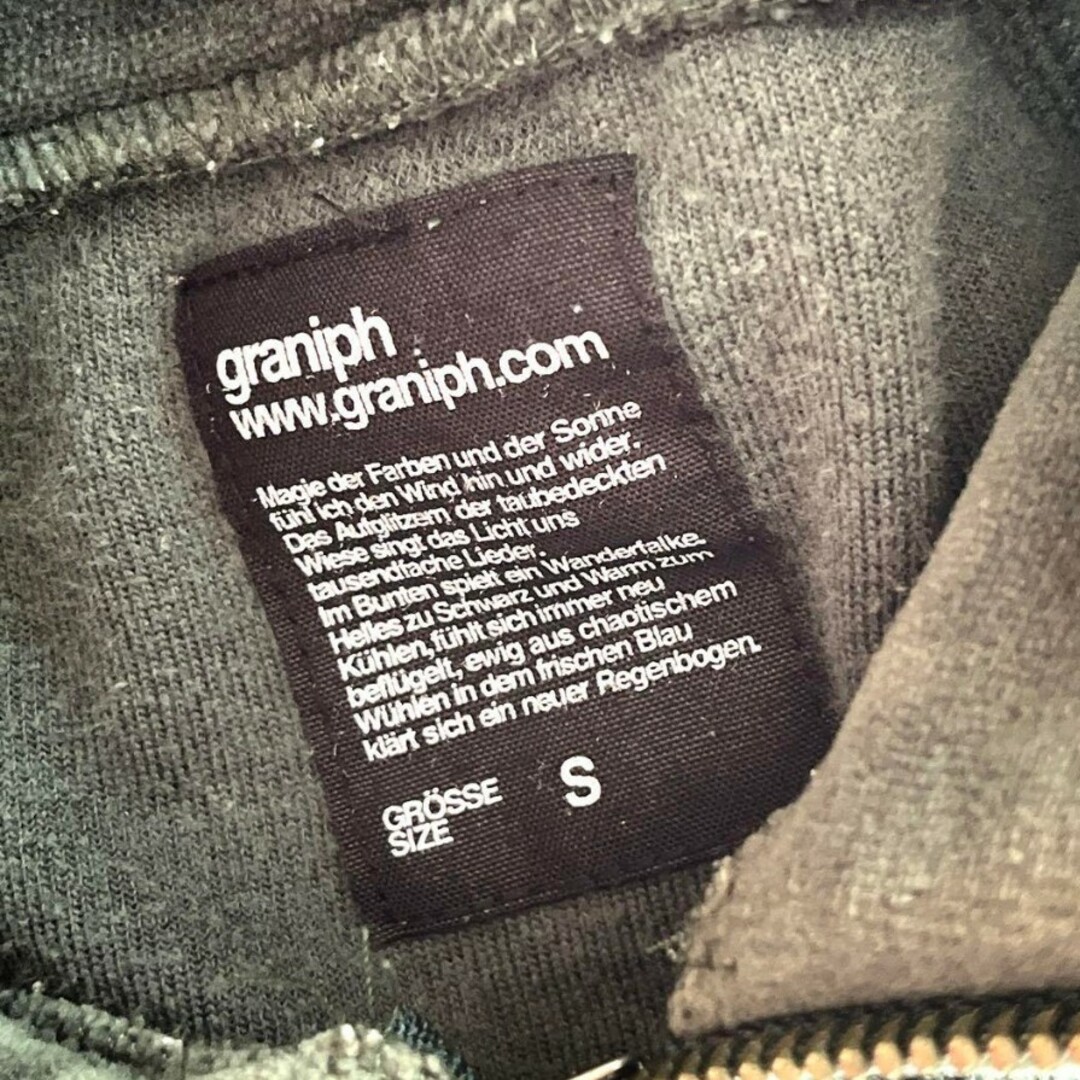 graniph
www.graniph.com
Magie der Farben und der Sonne
fühl ich den Wind hin und wider.
Das Aufglitzern der taubedeckten
Wiese singt das Licht uns
tausendfache Lieder.
Im Bunten spielt ein Wanderfalke.
Helles zu Schwarz und Warm zum
Kühlen, fühlt sich immer neu
beflügelt, ewig aus chaotischem
Wühlen in dem frischen Blau
klärt sich ein neuer Regenbogen.
GRÖSSE S
SIZE